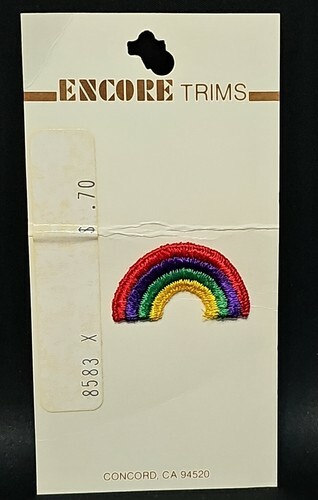 ENCORE TRIMS
$ .70
8583 X
CONCORD, CA 94520